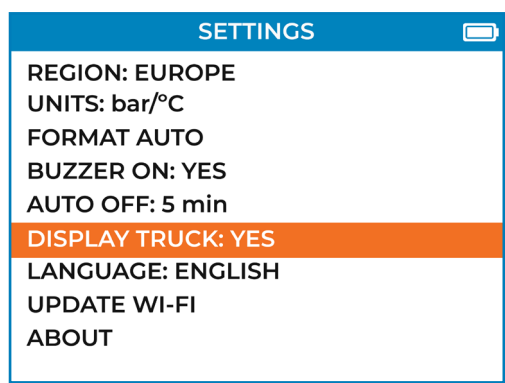 SETTINGS
REGION: EUROPE
UNITS: bar/°C
FORMAT AUTO
BUZZER ON: YES
AUTO OFF: 5 min
DISPLAY TRUCK: YES
LANGUAGE: ENGLISH
UPDATE WI-FI
ABOUT